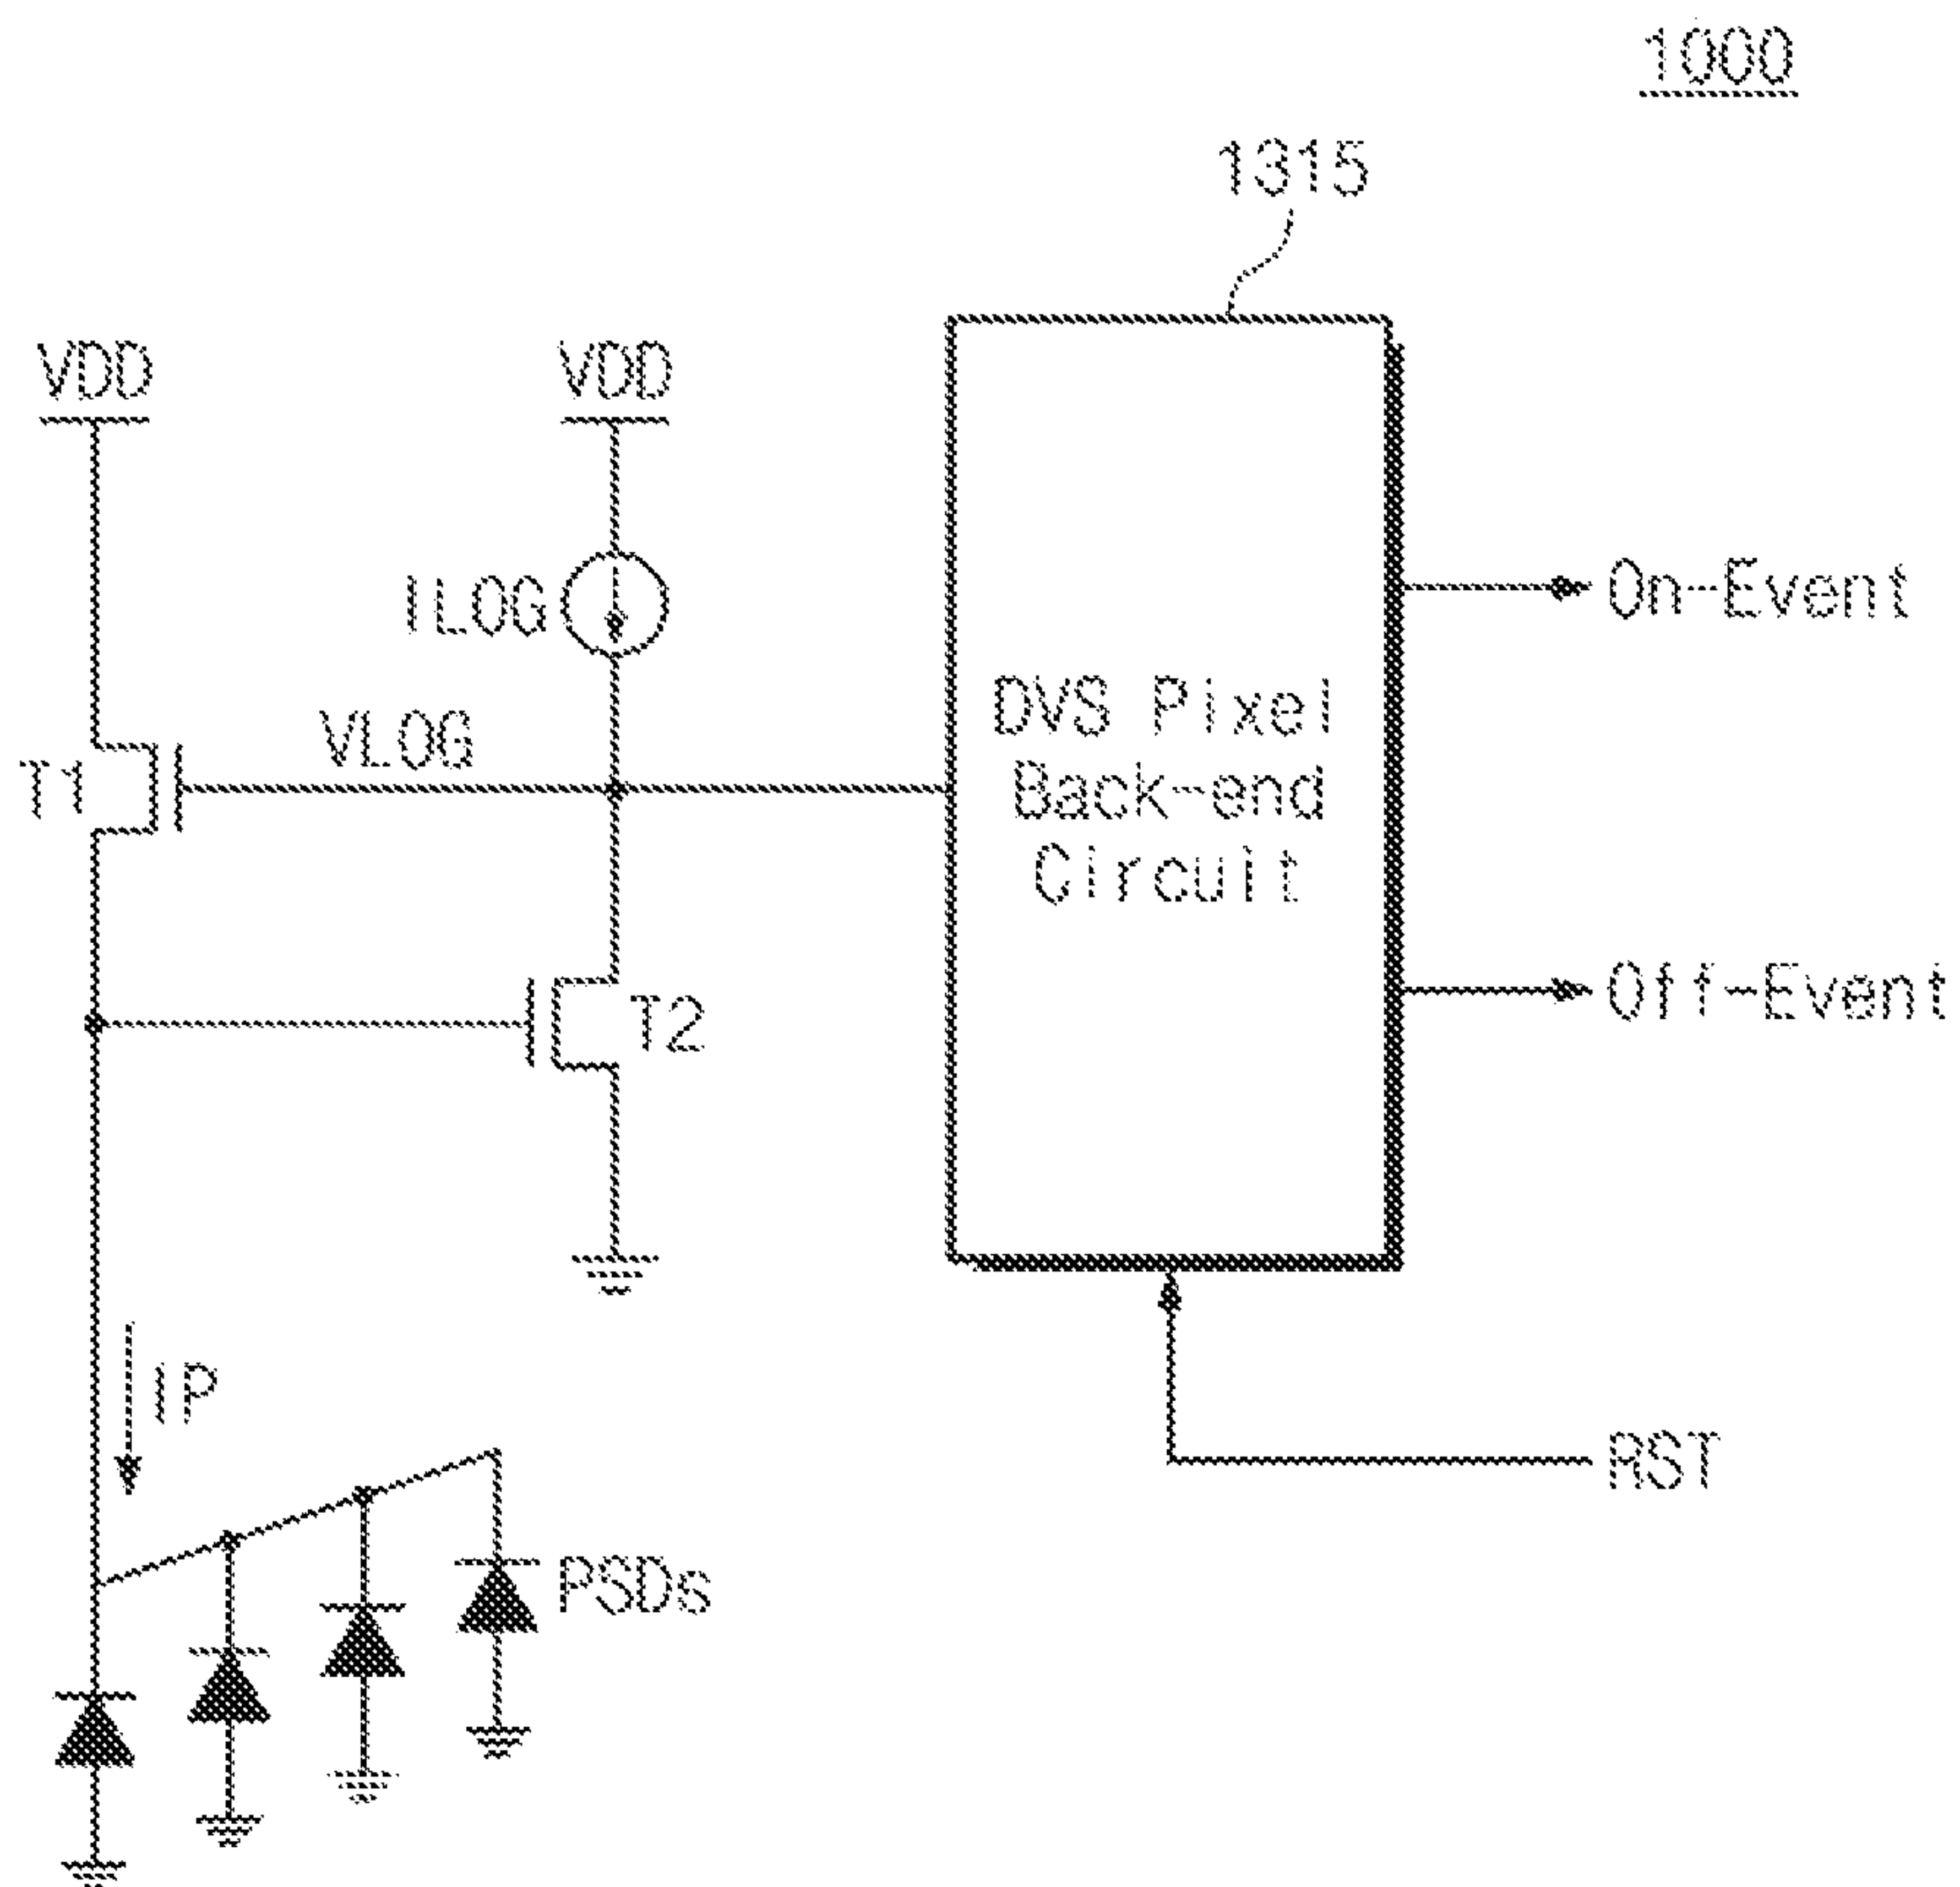 1000
1315
VDD
VDD
ILOG
VLOG
T1
DVS Pixel
Back-end
Circuit
On-Event
Off-Event
T2
IP
RST
PSDs